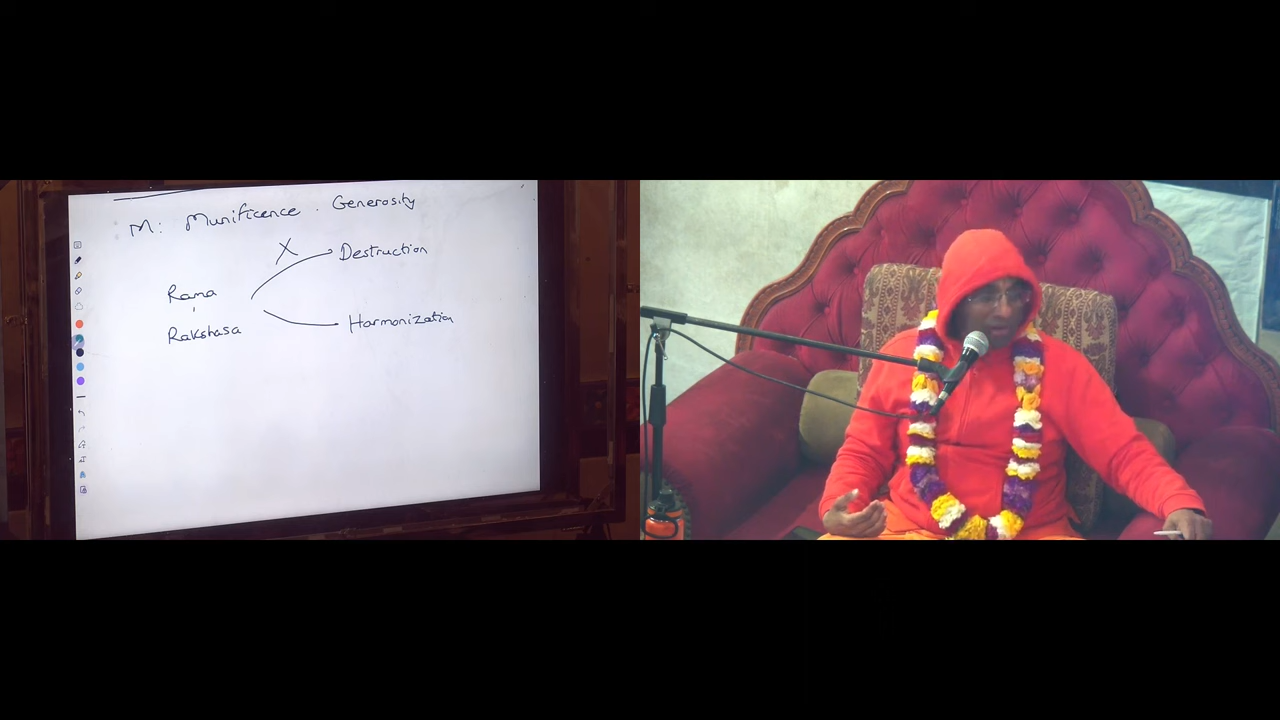 M: Munificence . Generosity
X
Destruction
Rama
Rakshasa
Harmonization